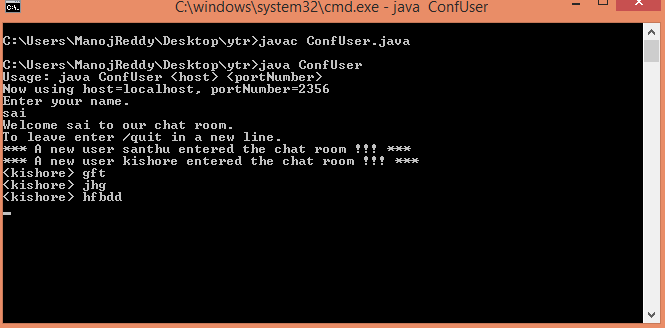 C:\windows\system32\cmd.exe - java  ConfUser
C:\Users\ManojReddy\Desktop\ytr>javac ConfUser.java
C:\Users\ManojReddy\Desktop\ytr>java ConfUser
Usage: java ConfUser <host> <portNumber>
Now using host=localhost, portNumber=2356
Enter your name.
sai
Welcome sai to our chat room.
To leave enter /quit in a new line.
*** A new user santhu entered the chat room !!! ***
*** A new user kishore entered the chat room !!! ***
<kishore> gft
<kishore> jhg
<kishore> hfbdd